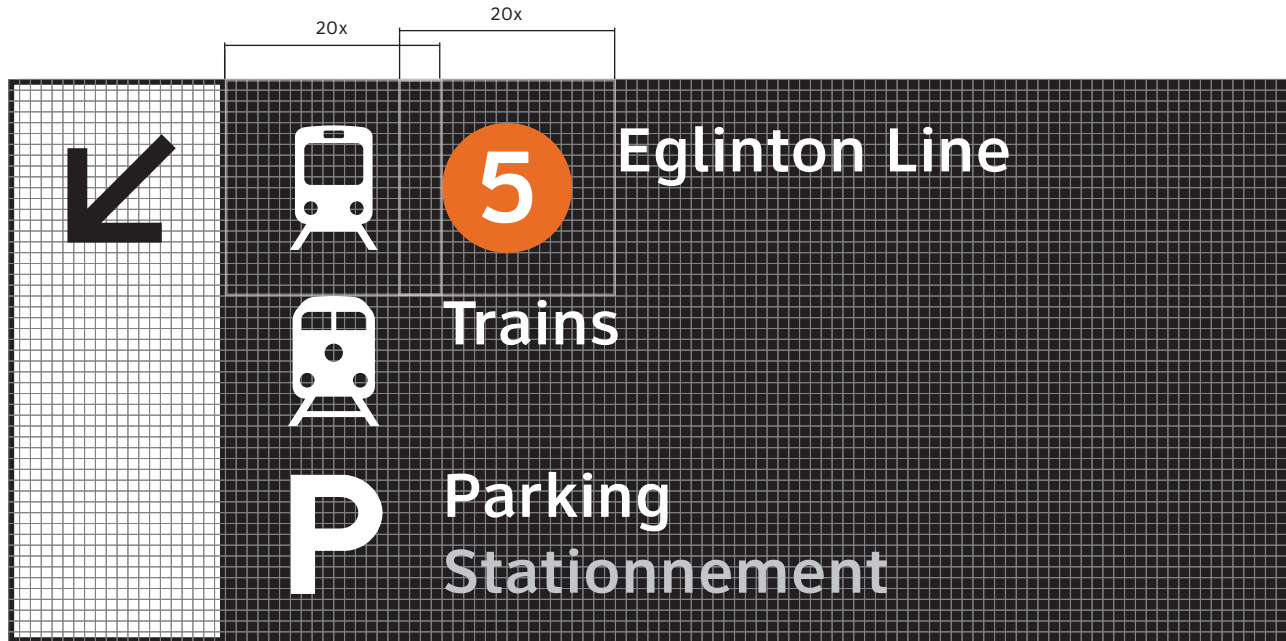 20x
20x
5 Eglinton Line
Trains
P Parking
Stationnement